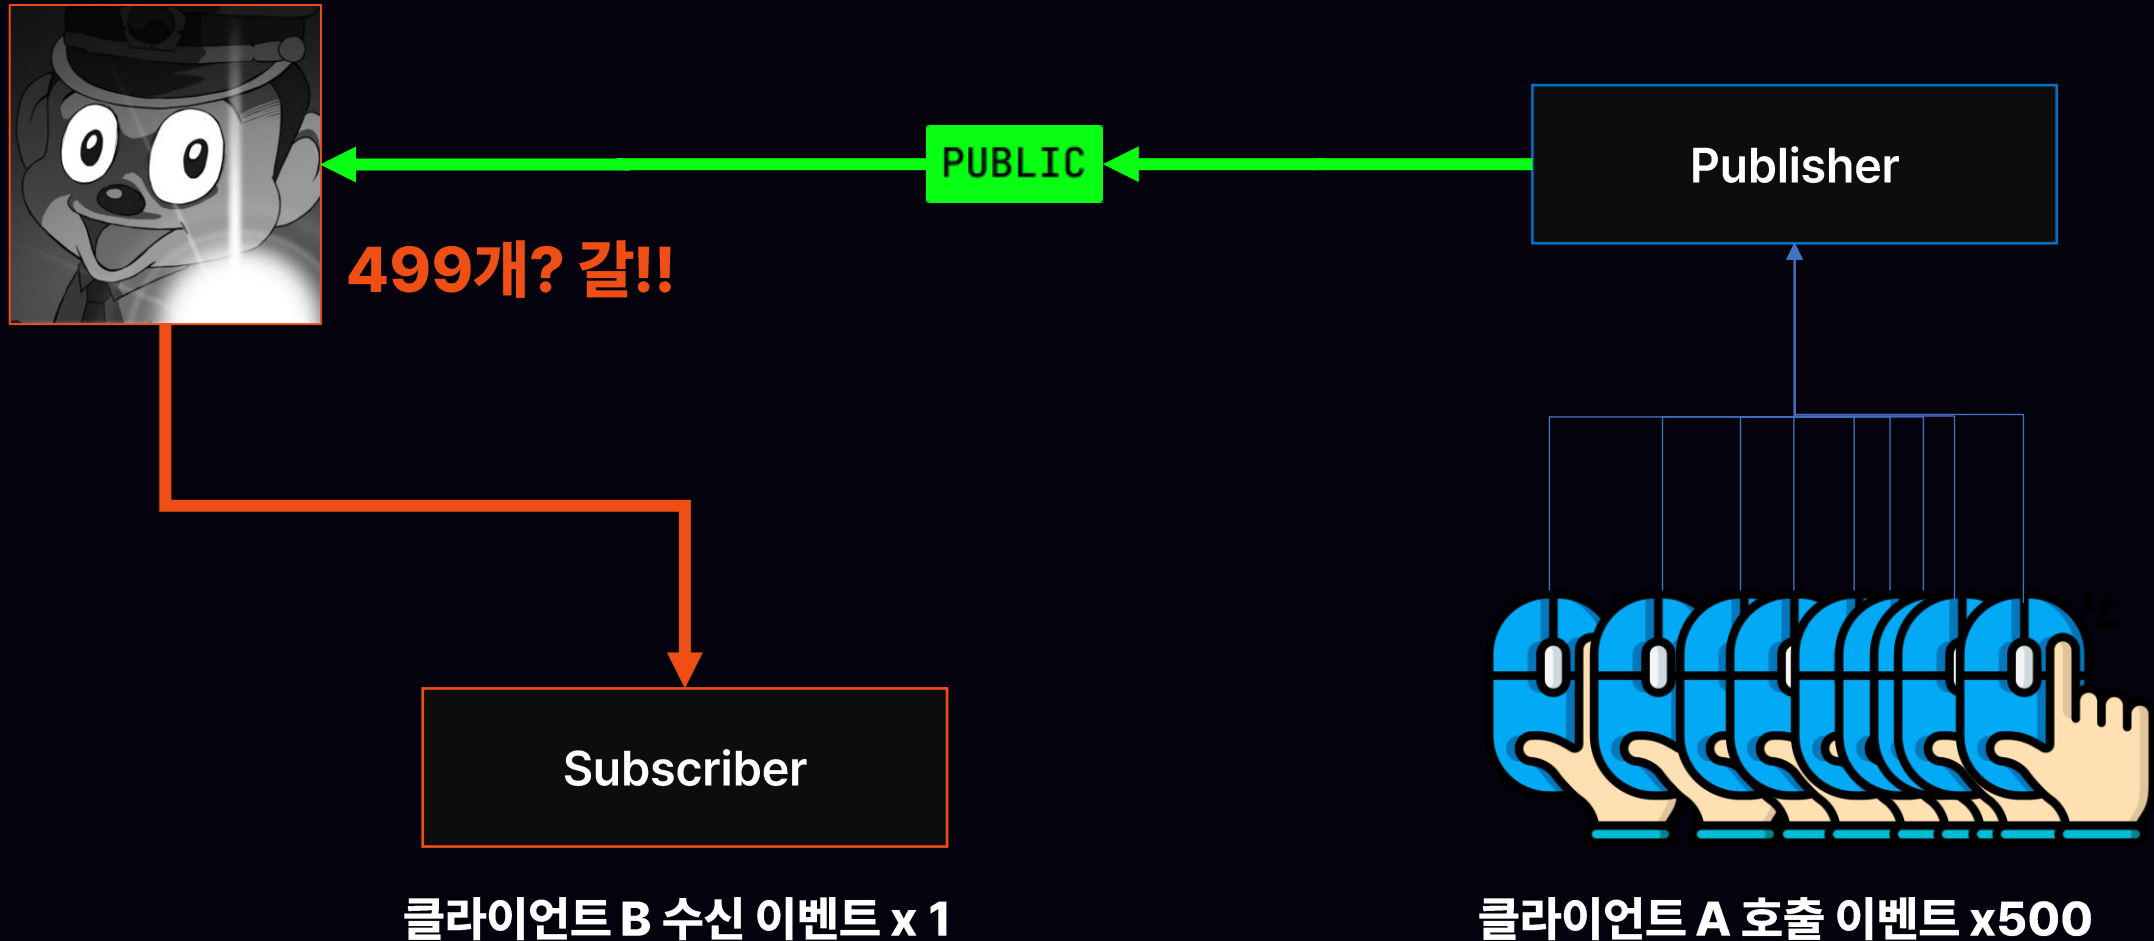 PUBLIC
Publisher
499개? 갈!!
Subscriber
클라이언트 B 수신 이벤트 x 1
클라이언트 A 호출 이벤트 x500